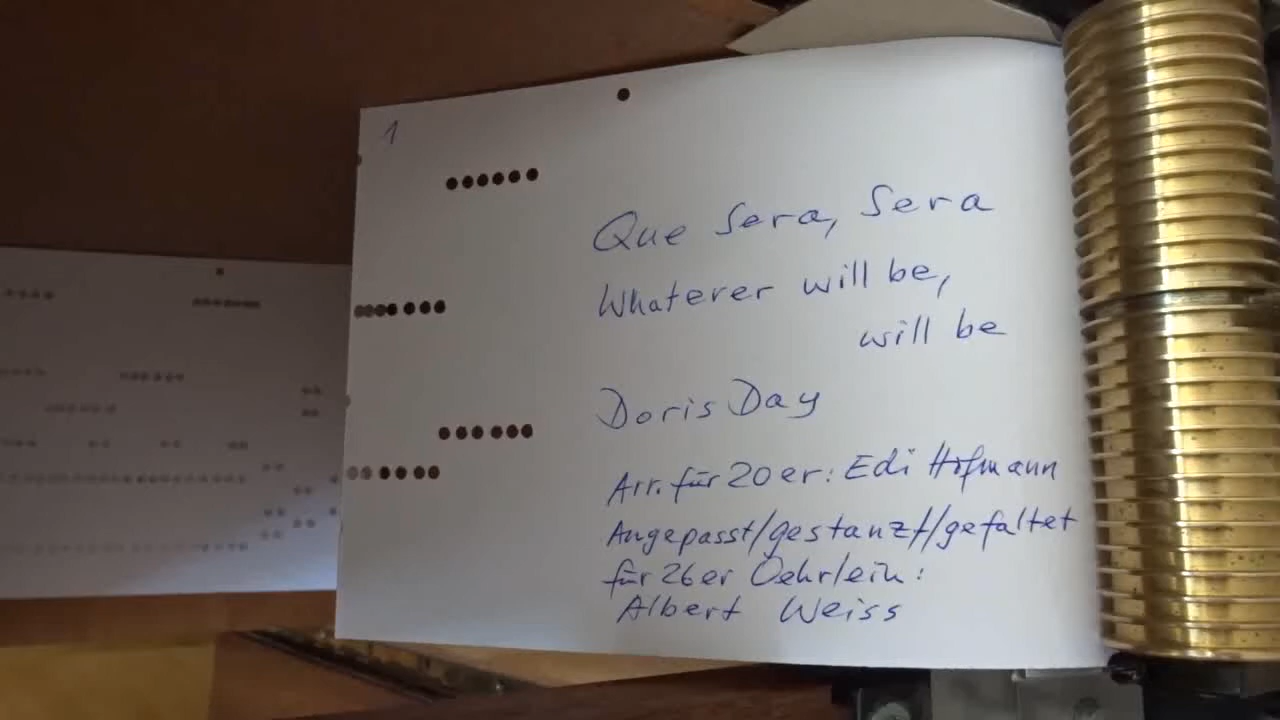 1
Que Sera, Sera
Whatever will be,
will be
Doris Day
Arr. für 20er: Edi Hofmann
Angepasst/gestanzt/gefaltet
für 26er Oehrlein:
Albert Weiss